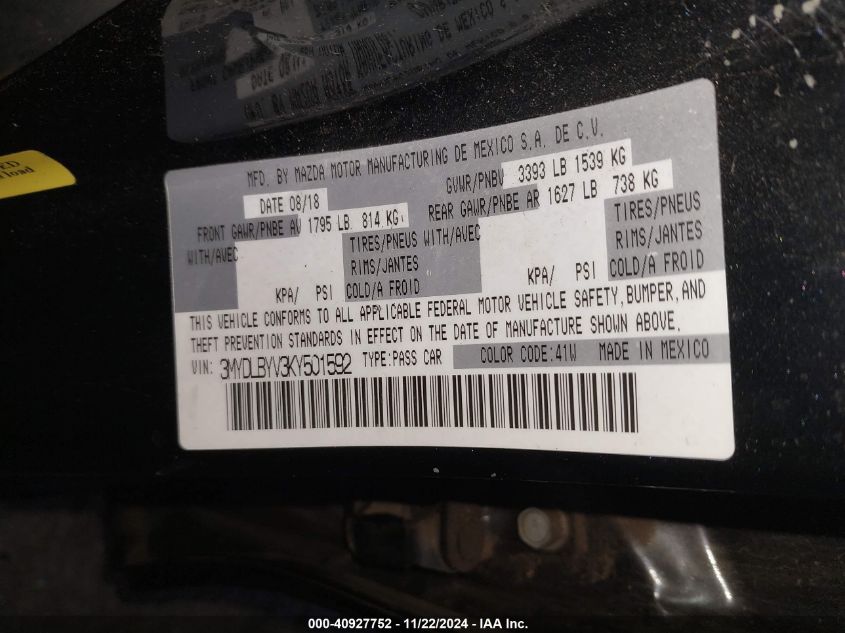 MFD. BY MAZDA MOTOR MANUFACTURING DE MEXICO S.A. DE C.V.
DATE 08/18 GVWR/PNBV 3393 LB 1539 KG
FRONT GAWR/PNBE AV 1795 LB. 814 KG. REAR GAWR/PNBE AR 1627 LB 738 KG
WITH/AVEC TIRES/PNEUS WITH/AVEC TIRES/PNEUS
RIMS/JANTES RIMS/JANTES
KPA/ PSI COLD/A FROID KPA/ PSI COLD/A FROID
THIS VEHICLE CONFORMS TO ALL APPLICABLE FEDERAL MOTOR VEHICLE SAFETY, BUMPER, AND
THEFT PREVENTION STANDARDS IN EFFECT ON THE DATE OF MANUFACTURE SHOWN ABOVE.
VIN: 3MYDLBYV3KY501592 TYPE:PASS CAR COLOR CODE:41W MADE IN MEXICO
load
000-40927752 - 11/22/2024 - IAA Inc.